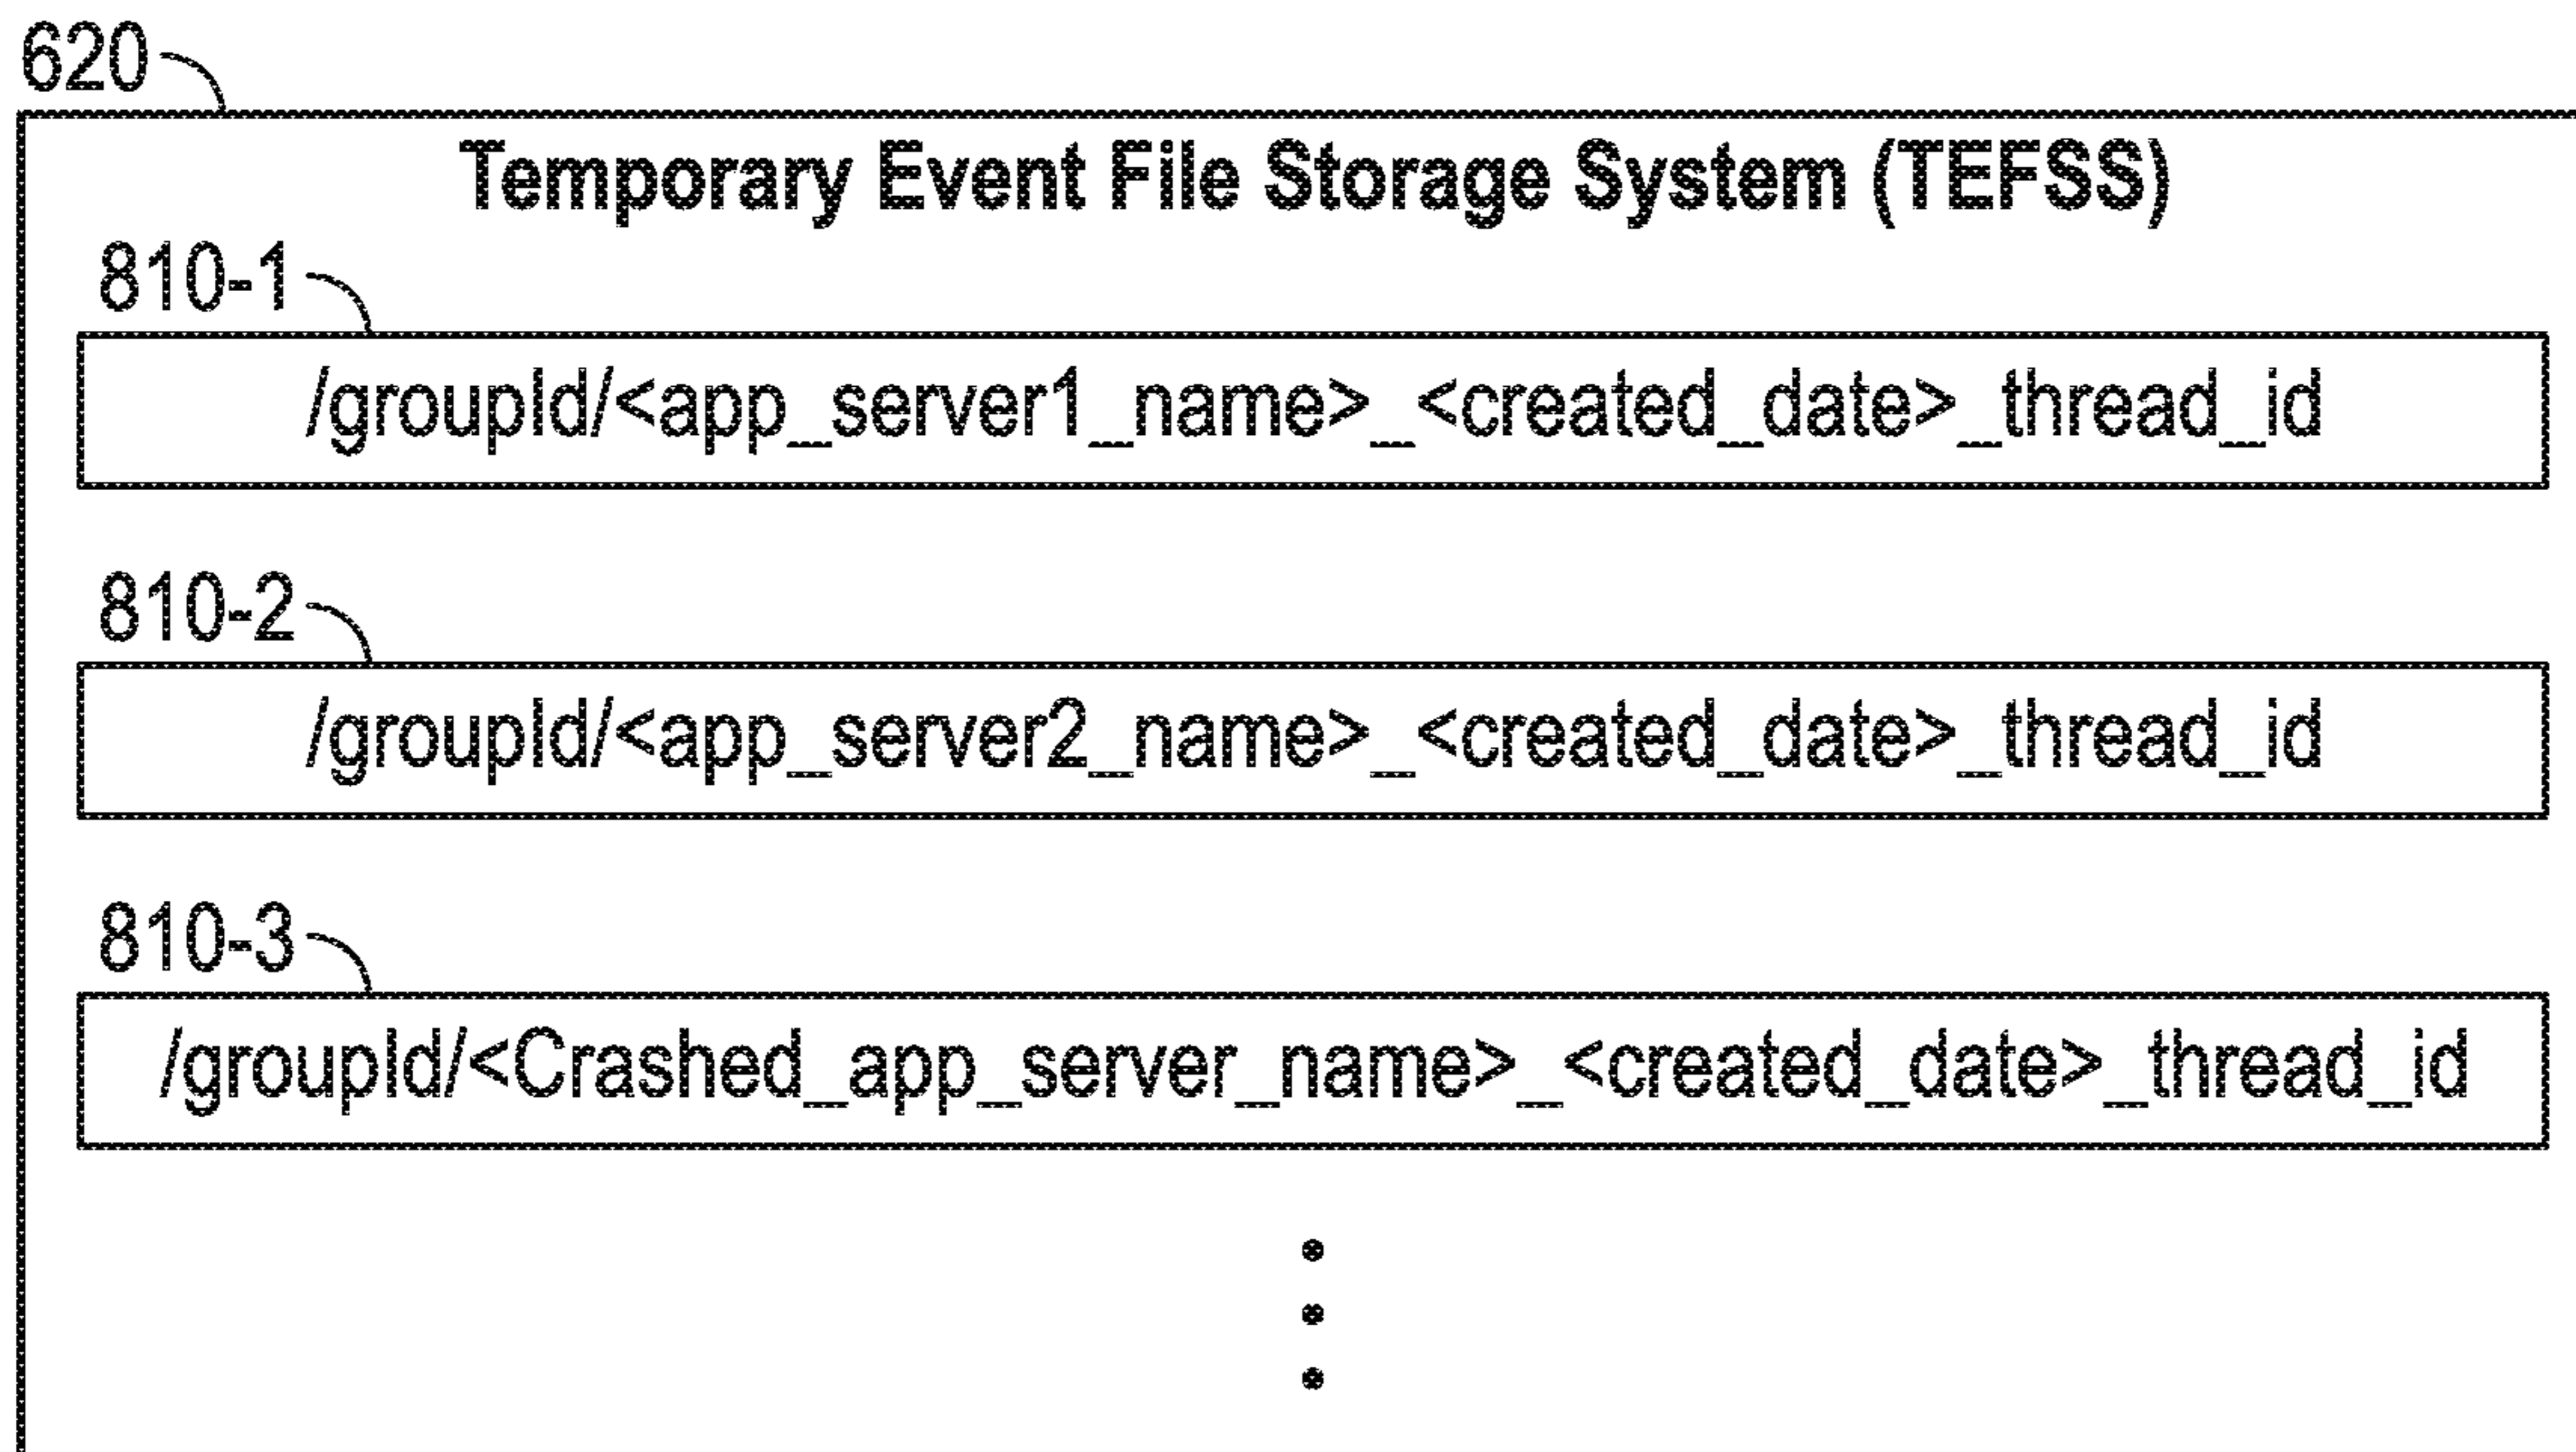 620
Temporary Event File Storage System (TEFSS)
810-1
/groupId/<app_server1_name>_<created_date>_thread_id
810-2
/groupId/<app_server2_name>_<created_date>_thread_id
810-3
/groupId/<Crashed_app_server_name>_<created_date>_thread_id